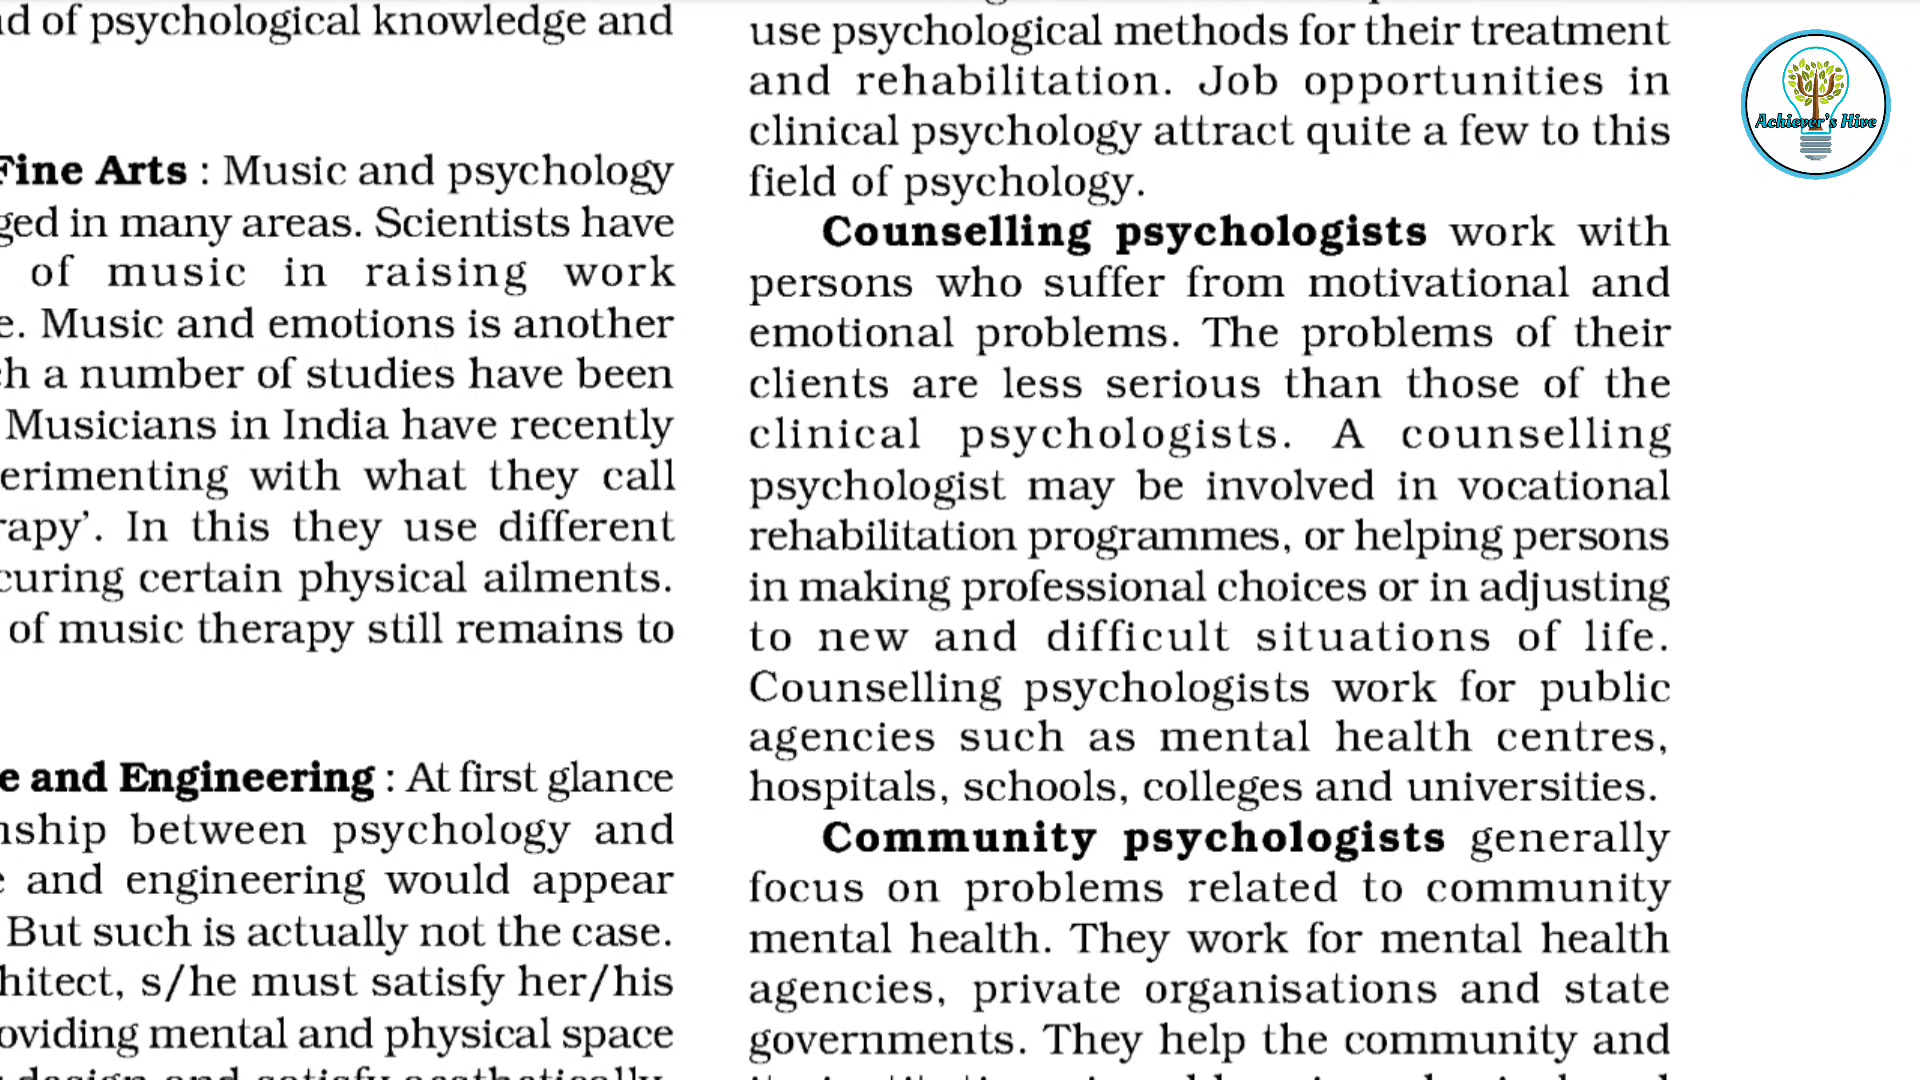 of psychological knowledge and
Fine Arts : Music and psychology
in many areas. Scientists have
of music in raising work
Music and emotions is another
a number of studies have been
Musicians in India have recently
with what they call
In this they use different
curing certain physical ailments.
of music therapy still remains to
and Engineering : At first glance
between psychology and
and engineering would appear
But such is actually not the case.
s/he must satisfy her/his
mental and physical space
use psychological methods for their treatment
and rehabilitation. Job opportunities in
clinical psychology attract quite a few to this
field of psychology.
Counselling psychologists work with
persons who suffer from motivational and
emotional problems. The problems of their
clients are less serious than those of the
clinical psychologists. A counselling
psychologist may be involved in vocational
rehabilitation programmes, or helping persons
in making professional choices or in adjusting
to new and difficult situations of life.
Counselling psychologists work for public
agencies such as mental health centres,
hospitals, schools, colleges and universities.
Community psychologists generally
focus on problems related to community
mental health. They work for mental health
agencies, private organisations and state
governments. They help the community and
Achiever's Hive